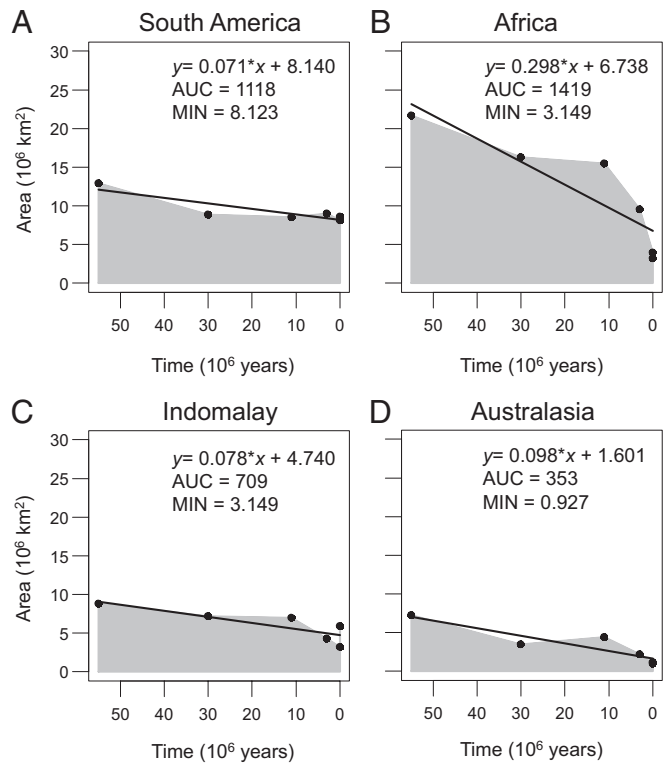 A South America
30
25
20
15
10
5
0
Area (10⁶ km²)
y= 0.071*x + 8.140
AUC = 1118
MIN = 8.123
50 40 30 20 10 0
Time (10⁶ years)
B Africa
y= 0.298*x + 6.738
AUC = 1419
MIN = 3.149
50 40 30 20 10 0
Time (10⁶ years)
C Indomalay
30
25
20
15
10
5
0
Area (10⁶ km²)
y= 0.078*x + 4.740
AUC = 709
MIN = 3.149
50 40 30 20 10 0
Time (10⁶ years)
D Australasia
y= 0.098*x + 1.601
AUC = 353
MIN = 0.927
50 40 30 20 10 0
Time (10⁶ years)